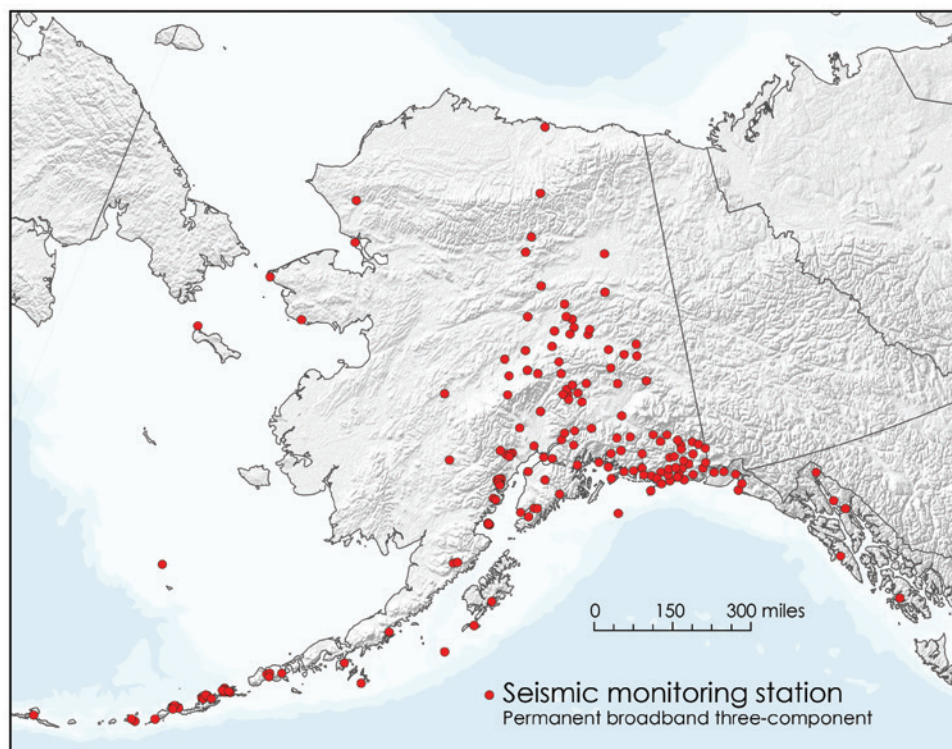 0 150 300 miles
Seismic monitoring station
Permanent broadband three-component